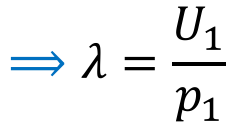 ⟹ λ = U₁ / p₁